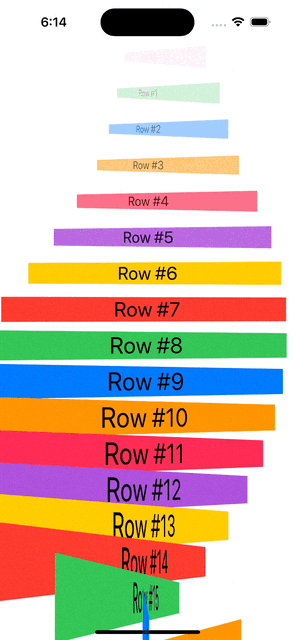 6:14
Row #1
Row #2
Row #3
Row #4
Row #5
Row #6
Row #7
Row #8
Row #9
Row #10
Row #11
Row #12
Row #13
Row #14
Row #15